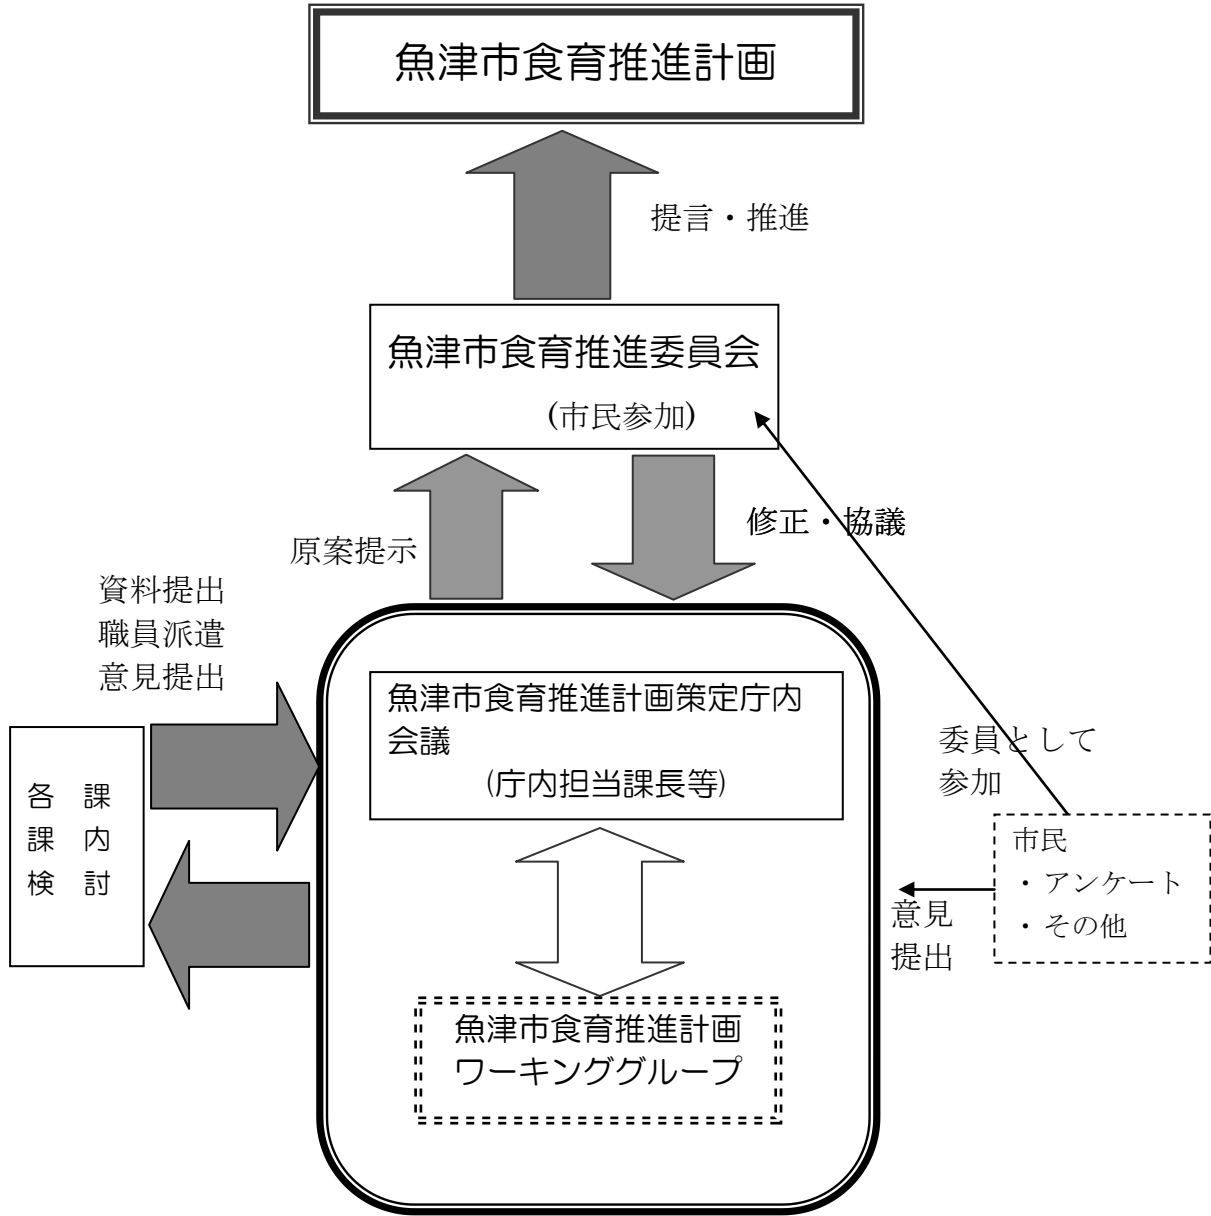 魚津市食育推進計画
提言・推進
魚津市食育推進委員会
(市民参加)
修正・協議
原案提示
資料提出
職員派遣
意見提出
魚津市食育推進計画策定庁内
会議
(庁内担当課長等)
各 課
課 内
検 討
委員として
参加
市民
・アンケート
・その他
意見
提出
魚津市食育推進計画
ワーキンググループ